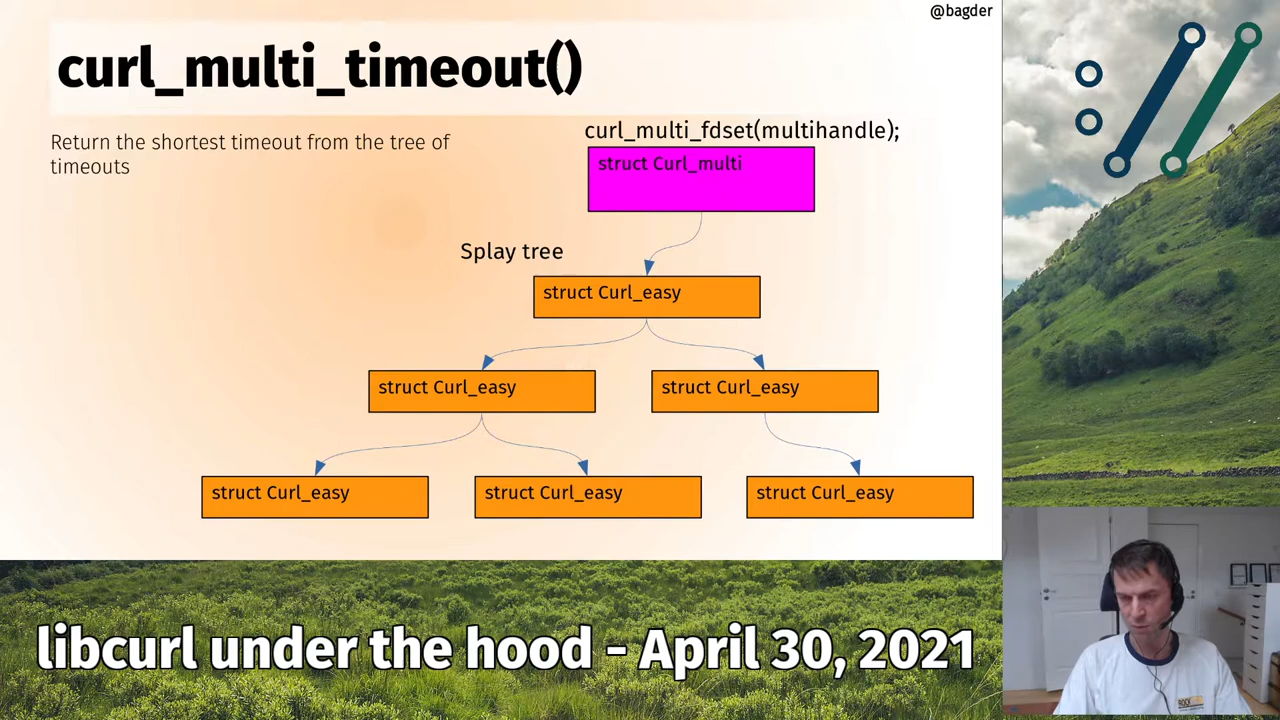 @bagder
curl_multi_timeout()
Return the shortest timeout from the tree of
timeouts
curl_multi_fdset(multihandle);
struct Curl_multi
Splay tree
struct Curl_easy
struct Curl_easy
struct Curl_easy
struct Curl_easy
struct Curl_easy
struct Curl_easy
libcurl under the hood - April 30, 2021